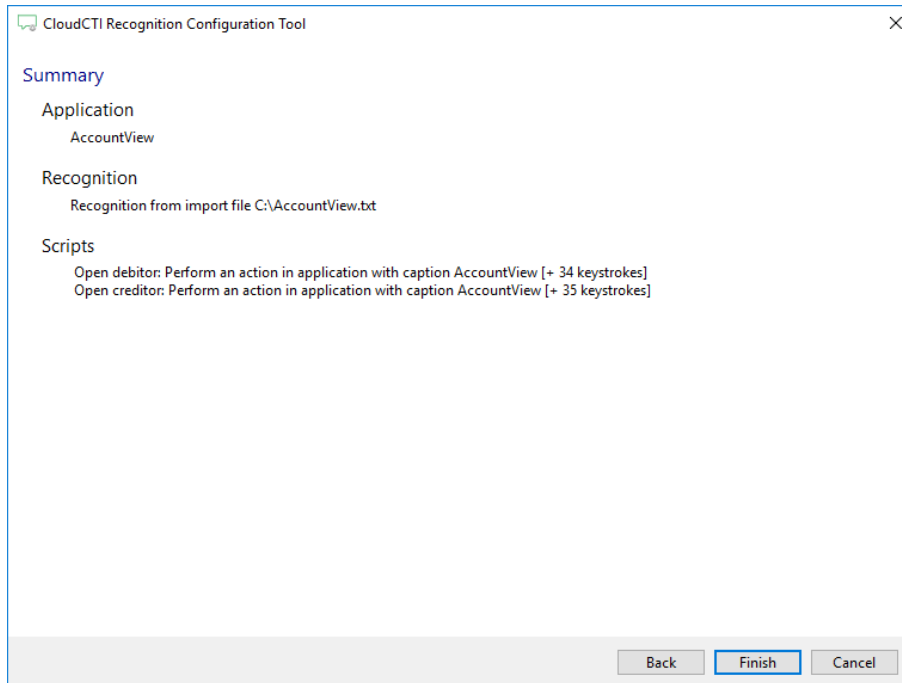 CloudCTI Recognition Configuration Tool
Summary
Application
AccountView
Recognition
Recognition from import file C:\AccountView.txt
Scripts
Open debitor: Perform an action in application with caption AccountView [+ 34 keystrokes]
Open creditor: Perform an action in application with caption AccountView [+ 35 keystrokes]
Back Finish Cancel